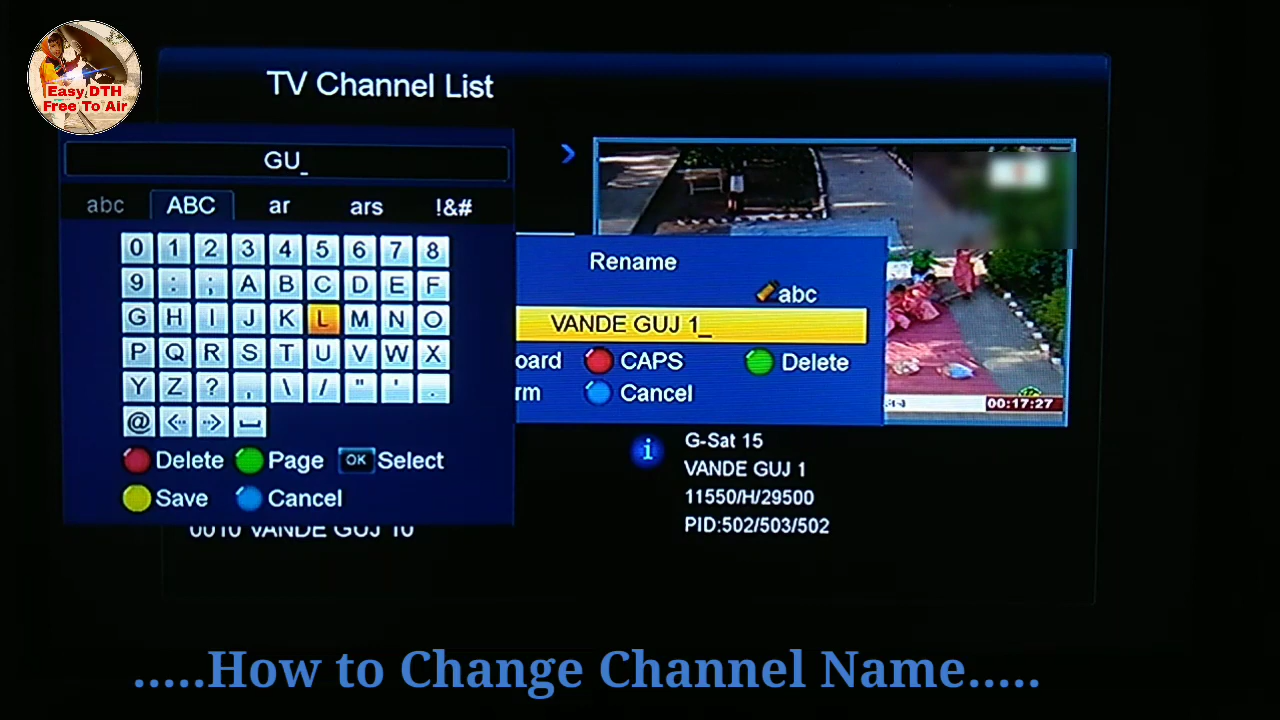 Easy DTH
Free To Air
TV Channel List
GU_
abc ABC ar ars !&#
0 1 2 3 4 5 6 7 8
9 : ; A B C D E F
G H I J K L M N O
P Q R S T U V W X
Y Z ? , \ / " ' .
@
Delete Page OK Select
Save Cancel
Rename
abc
VANDE GUJ 1_
oard CAPS Delete
rm Cancel
00:17:27
G-Sat 15
VANDE GUJ 1
11550/H/29500
PID:502/503/502
0010 VANDE GUJ 10
.....How to Change Channel Name.....